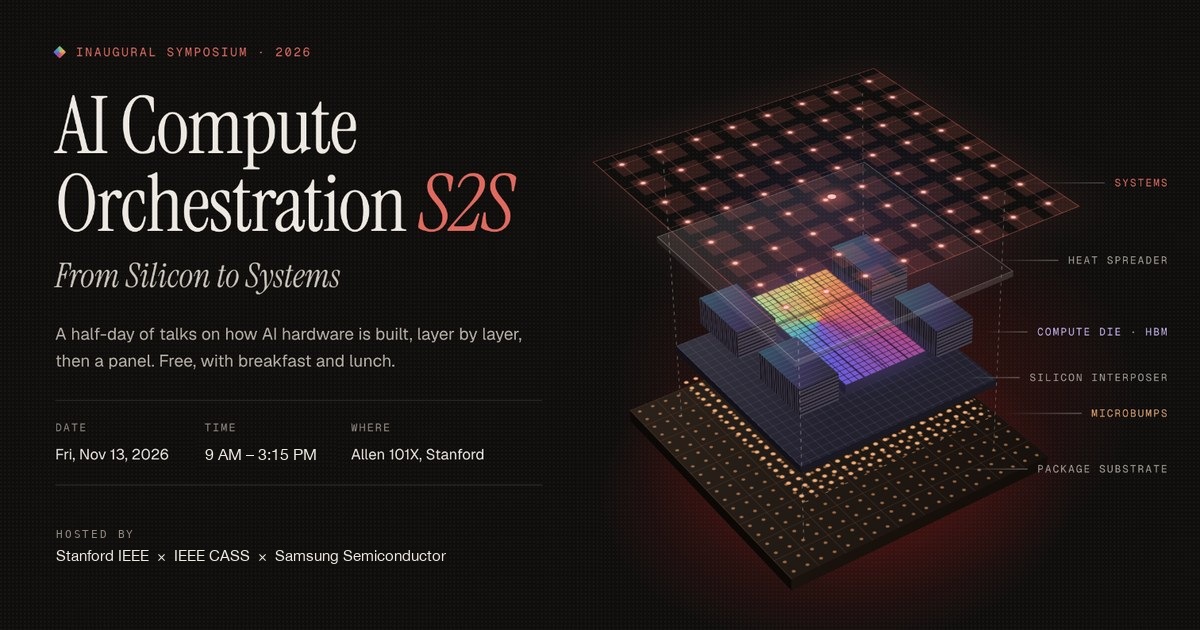 INAUGURAL SYMPOSIUM · 2026
AI Compute
Orchestration S2S
From Silicon to Systems
A half-day of talks on how AI hardware is built, layer by layer,
then a panel. Free, with breakfast and lunch.
DATE TIME WHERE
Fri, Nov 13, 2026 9 AM – 3:15 PM Allen 101X, Stanford
HOSTED BY
Stanford IEEE × IEEE CASS × Samsung Semiconductor
SYSTEMS
HEAT SPREADER
COMPUTE DIE · HBM
SILICON INTERPOSER
MICROBUMPS
PACKAGE SUBSTRATE